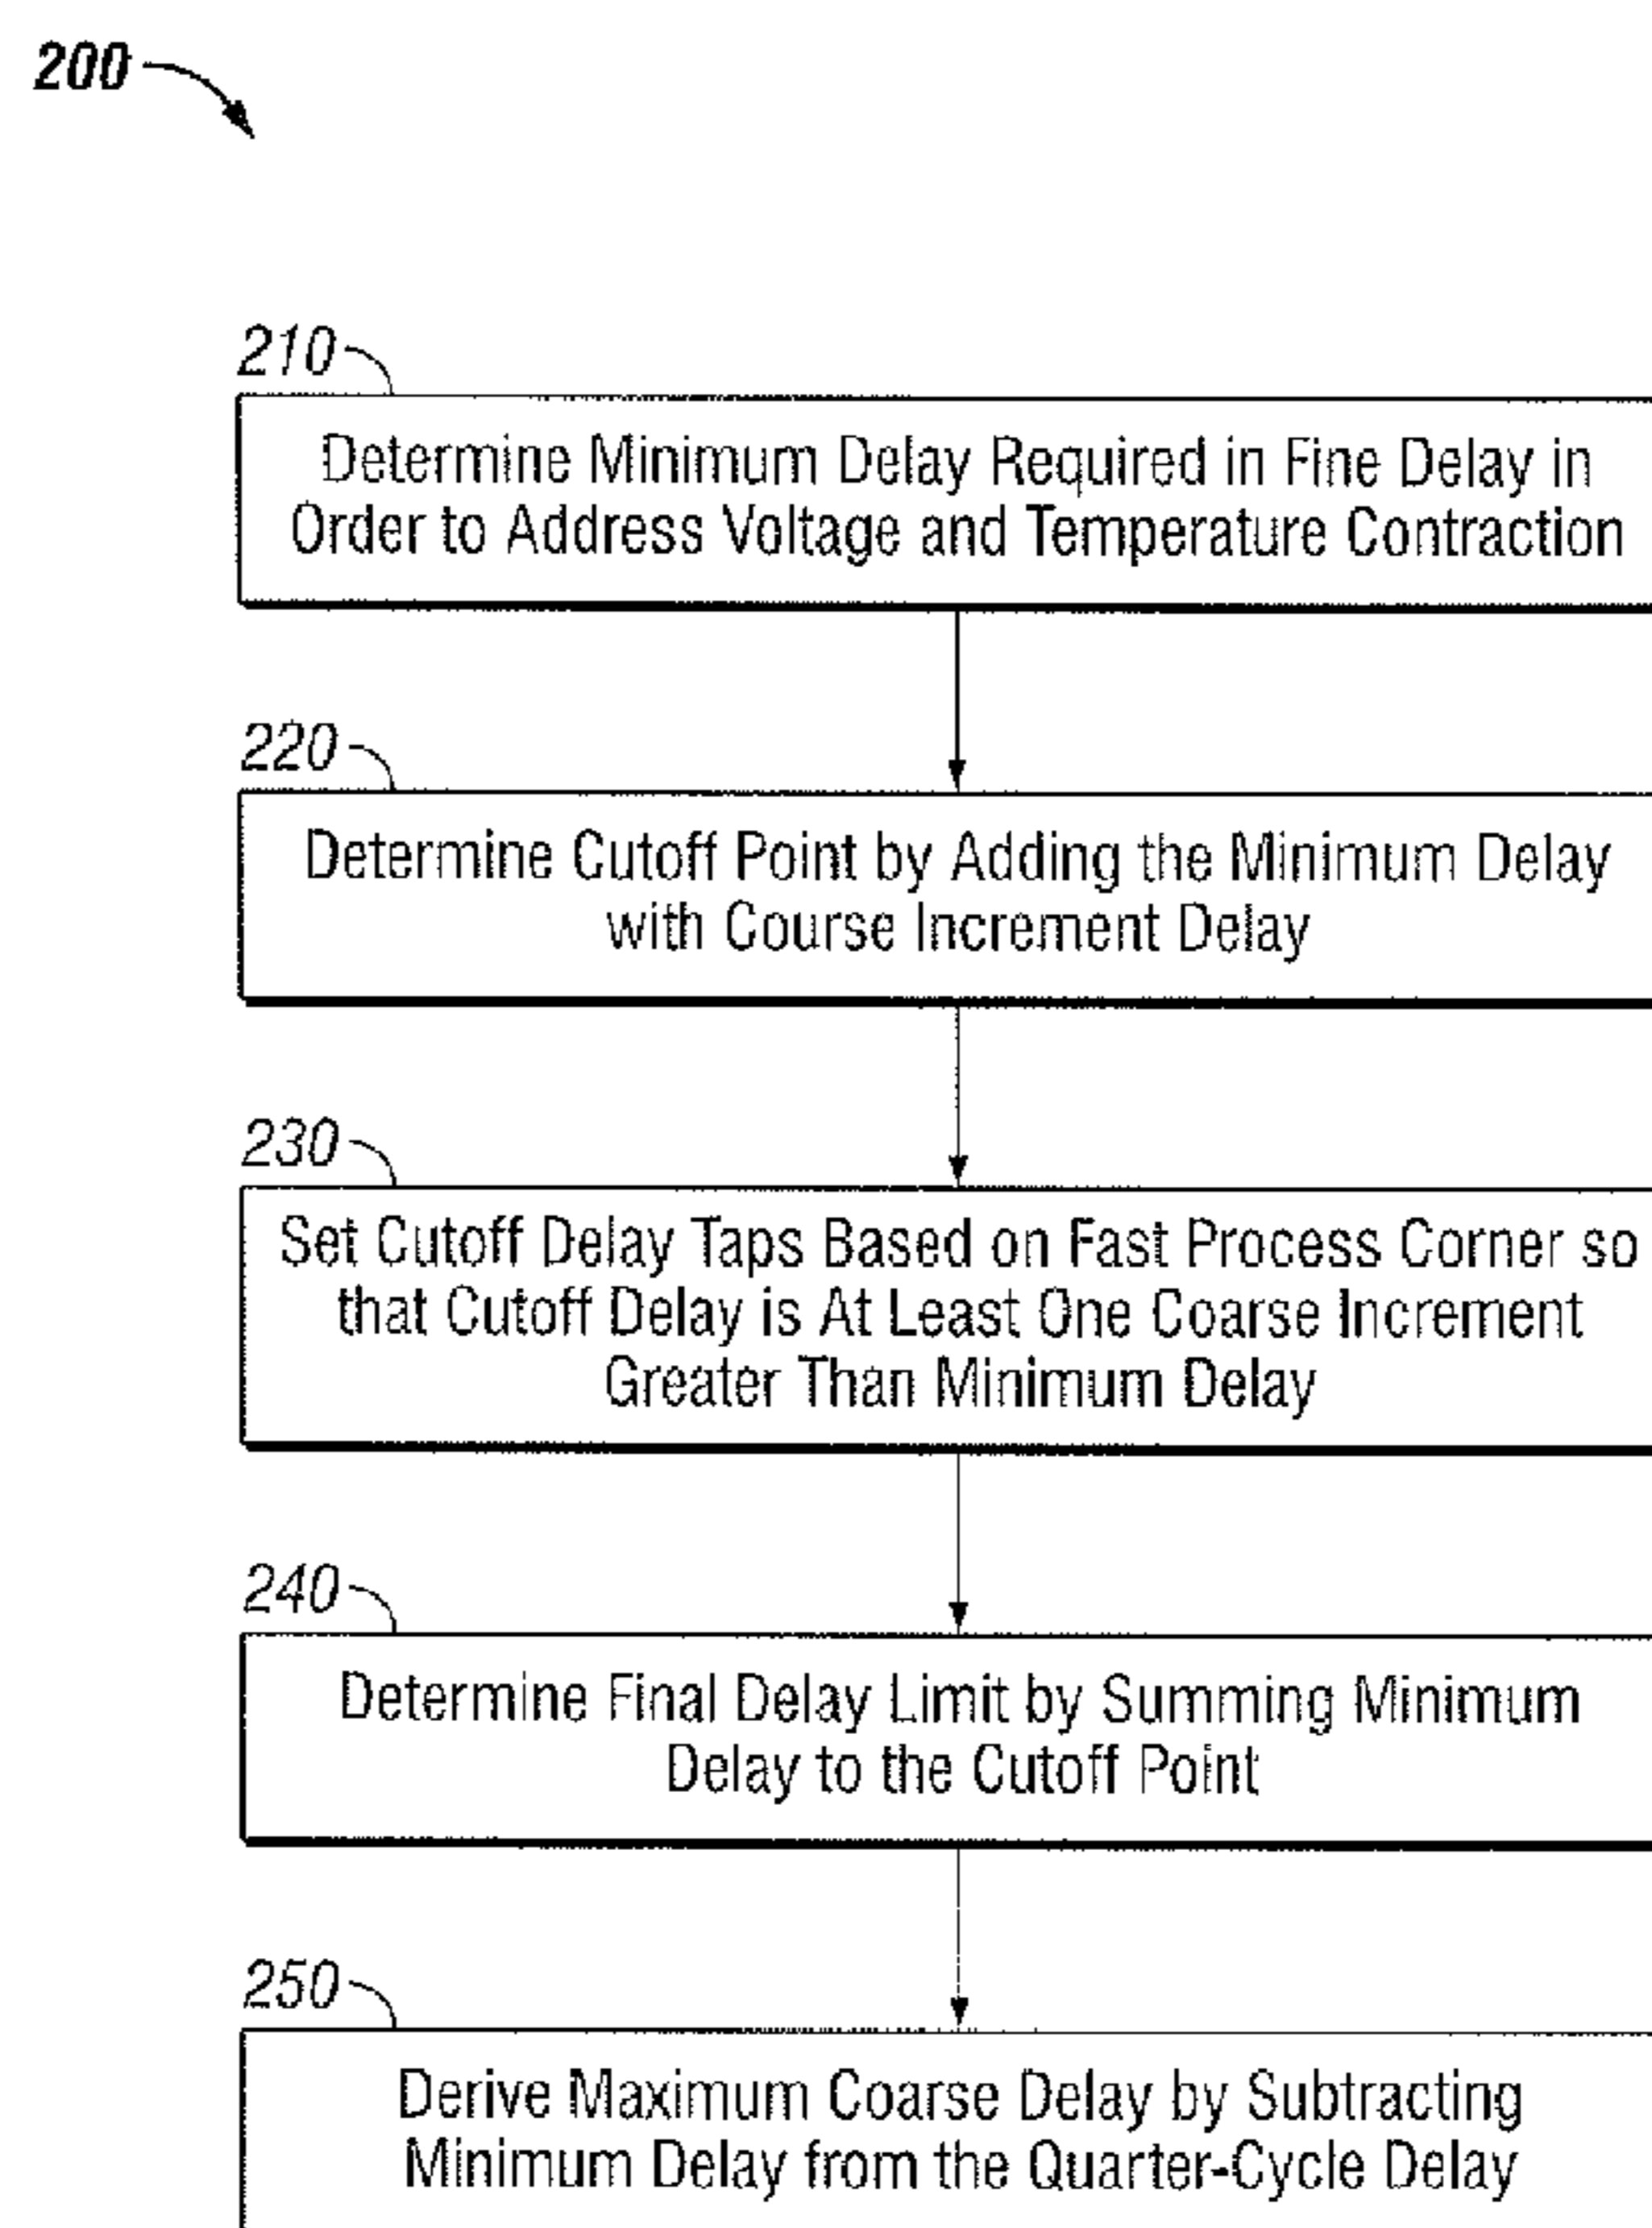 200
210
Determine Minimum Delay Required in Fine Delay in
Order to Address Voltage and Temperature Contraction
220
Determine Cutoff Point by Adding the Minimum Delay
with Course Increment Delay
230
Set Cutoff Delay Taps Based on Fast Process Corner so
that Cutoff Delay is At Least One Coarse Increment
Greater Than Minimum Delay
240
Determine Final Delay Limit by Summing Minimum
Delay to the Cutoff Point
250
Derive Maximum Coarse Delay by Subtracting
Minimum Delay from the Quarter-Cycle Delay